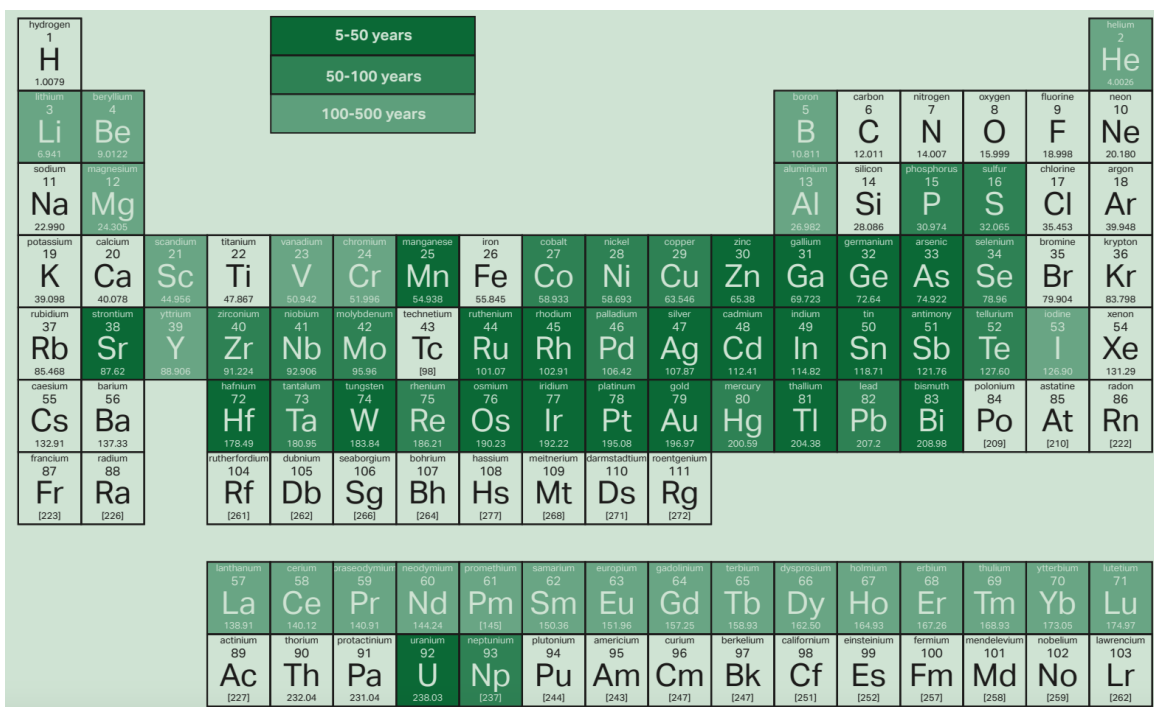 hydrogen helium
1 2
H He
1.0079 4.0026
5-50 years
50-100 years
100-500 years
lithium beryllium boron carbon nitrogen oxygen fluorine neon
3 4 5 6 7 8 9 10
Li Be B C N O F Ne
6.941 9.0122 10.811 12.011 14.007 15.999 18.998 20.180
sodium magnesium aluminium silicon phosphorus sulfur chlorine argon
11 12 13 14 15 16 17 18
Na Mg Al Si P S Cl Ar
22.990 24.305 26.982 28.086 30.974 32.065 35.453 39.948
potassium calcium scandium titanium vanadium chromium manganese iron cobalt nickel copper zinc gallium germanium arsenic selenium bromine krypton
19 20 21 22 23 24 25 26 27 28 29 30 31 32 33 34 35 36
K Ca Sc Ti V Cr Mn Fe Co Ni Cu Zn Ga Ge As Se Br Kr
39.098 40.078 44.956 47.867 50.942 51.996 54.938 55.845 58.933 58.693 63.546 65.38 69.723 72.64 74.922 78.96 79.904 83.798
rubidium strontium yttrium zirconium niobium molybdenum technetium ruthenium rhodium palladium silver cadmium indium tin antimony tellurium iodine xenon
37 38 39 40 41 42 43 44 45 46 47 48 49 50 51 52 53 54
Rb Sr Y Zr Nb Mo Tc Ru Rh Pd Ag Cd In Sn Sb Te I Xe
85.468 87.62 88.906 91.224 92.906 95.96 [98] 101.07 102.91 106.42 107.87 112.41 114.82 118.71 121.76 127.60 126.90 131.29
caesium barium hafnium tantalum tungsten rhenium osmium iridium platinum gold mercury thallium lead bismuth polonium astatine radon
55 56 72 73 74 75 76 77 78 79 80 81 82 83 84 85 86
Cs Ba Hf Ta W Re Os Ir Pt Au Hg Tl Pb Bi Po At Rn
132.91 137.33 178.49 180.95 183.84 186.21 190.23 192.22 195.08 196.97 200.59 204.38 207.2 208.98 [209] [210] [222]
francium radium rutherfordium dubnium seaborgium bohrium hassium meitnerium darmstadtium roentgenium
87 88 104 105 106 107 108 109 110 111
Fr Ra Rf Db Sg Bh Hs Mt Ds Rg
[223] [226] [261] [262] [266] [264] [277] [268] [271] [272]
lanthanum cerium praseodymium neodymium promethium samarium europium gadolinium terbium dysprosium holmium erbium thulium ytterbium lutetium
57 58 59 60 61 62 63 64 65 66 67 68 69 70 71
La Ce Pr Nd Pm Sm Eu Gd Tb Dy Ho Er Tm Yb Lu
138.91 140.12 140.91 144.24 [145] 150.36 151.96 157.25 158.93 162.50 164.93 167.26 168.93 173.05 174.97
actinium thorium protactinium uranium neptunium plutonium americium curium berkelium californium einsteinium fermium mendelevium nobelium lawrencium
89 90 91 92 93 94 95 96 97 98 99 100 101 102 103
Ac Th Pa U Np Pu Am Cm Bk Cf Es Fm Md No Lr
[227] 232.04 231.04 238.03 [237] [244] [243] [247] [247] [251] [252] [257] [258] [259] [262]